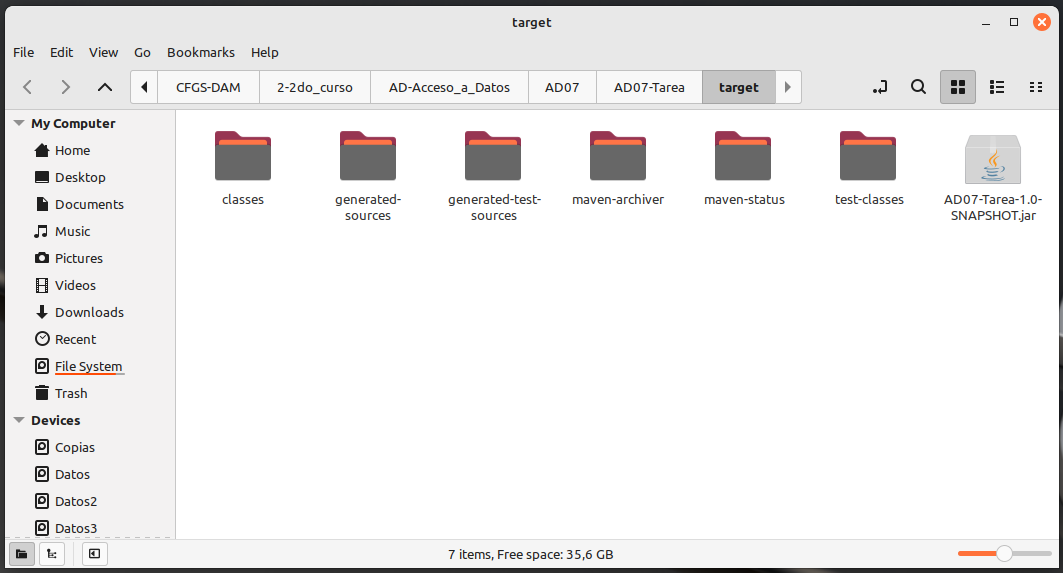 target
File Edit View Go Bookmarks Help
CFGS-DAM 2-2do_curso AD-Acceso_a_Datos AD07 AD07-Tarea target
My Computer
Home
Desktop
Documents
Music
Pictures
Videos
Downloads
Recent
File System
Trash
Devices
Copias
Datos
Datos2
Datos3
classes
generated-
sources
generated-test-
sources
maven-archiver
maven-status
test-classes
AD07-Tarea-1.0-
SNAPSHOT.jar
7 items, Free space: 35,6 GB